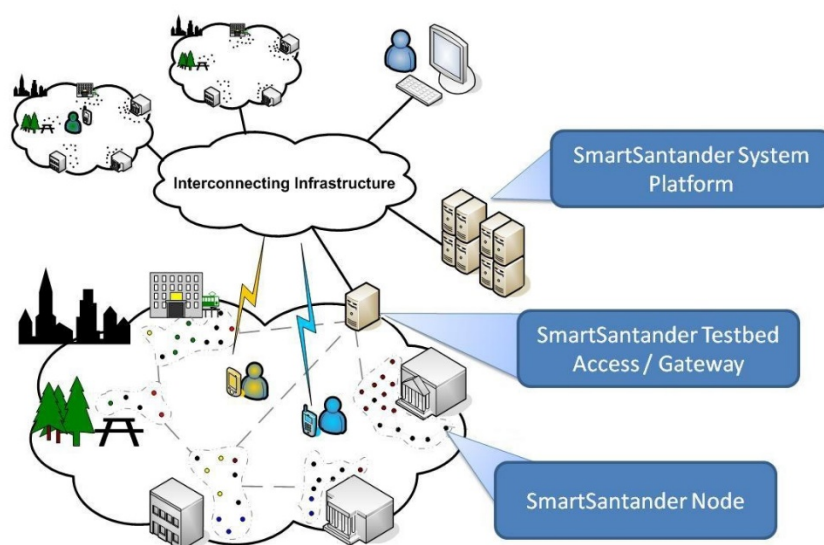 Interconnecting Infrastructure
SmartSantander System
Platform
SmartSantander Testbed
Access / Gateway
SmartSantander Node